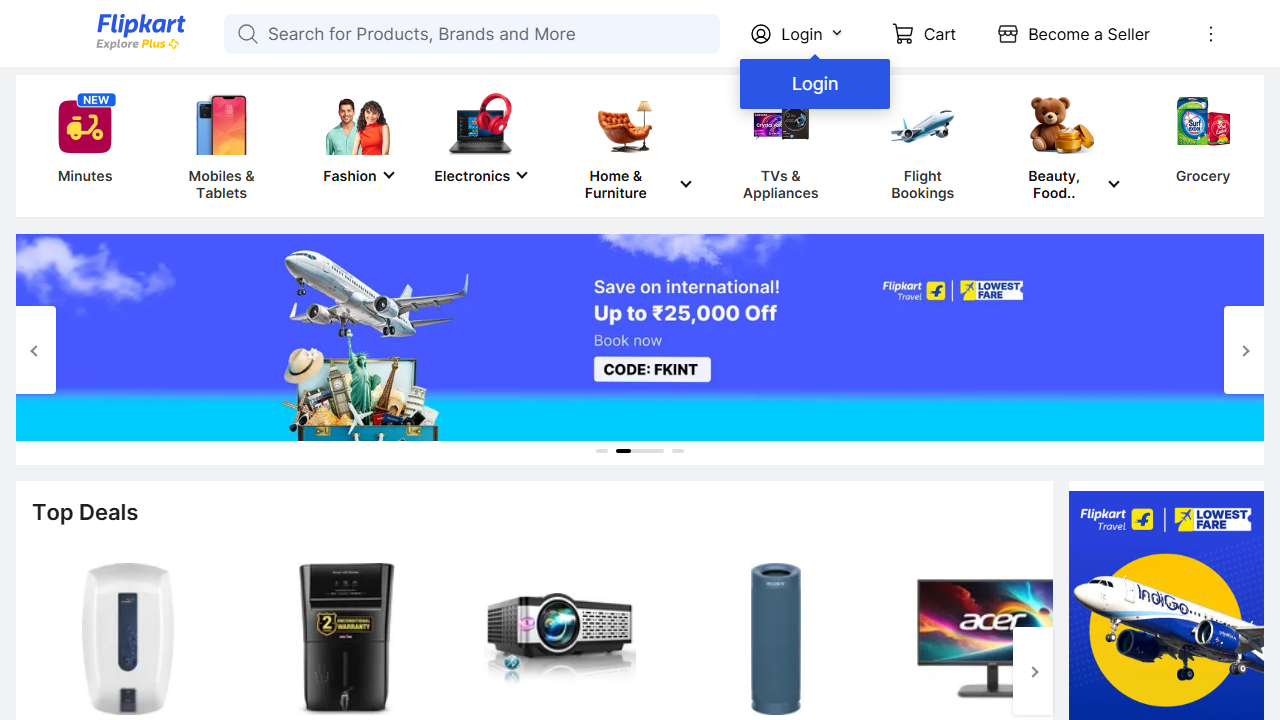 Flipkart
Explore Plus
Search for Products, Brands and More
Login
Cart
Become a Seller
Login
NEW
Minutes
Mobiles &
Tablets
Fashion
Electronics
Home &
Furniture
TVs &
Appliances
Flight
Bookings
Beauty,
Food..
Grocery
Save on international!
Up to ₹25,000 Off
Book now
CODE: FKINT
Flipkart
Travel
LOWEST
FARE
Top Deals
2
UNCONDITIONAL
WARRANTY
SONY
acer
Flipkart
Travel
LOWEST
FARE
IndiGo